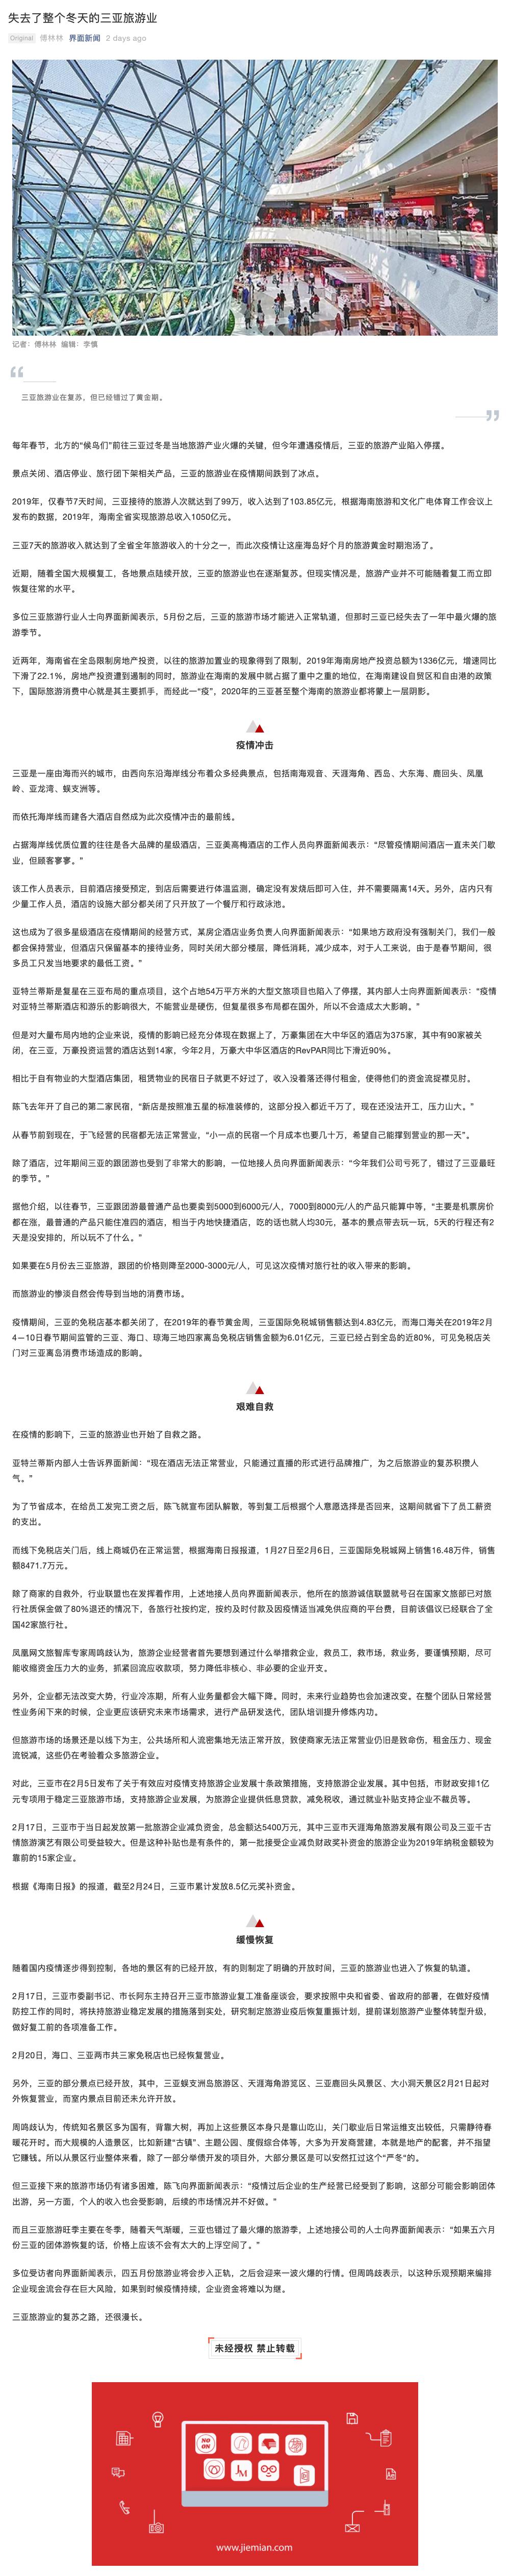 失去了整个冬天的三亚旅游业
Original 傅林林 界面新闻 2 days ago
MAC
记者：傅林林 编辑：李慎
“
三亚旅游业在复苏，但已经错过了黄金期。
”
每年春节，北方的“候鸟们”前往三亚过冬是当地旅游产业火爆的关键，但今年遭遇疫情后，三亚的旅游产业陷入停摆。
景点关闭、酒店停业、旅行团下架相关产品，三亚的旅游业在疫情期间跌到了冰点。
2019年，仅春节7天时间，三亚接待的旅游人次就达到了99万，收入达到了103.85亿元，根据海南旅游和文化广电体育工作会议上
发布的数据，2019年，海南全省实现旅游总收入1050亿元。
三亚7天的旅游收入就达到了全省全年旅游收入的十分之一，而此次疫情让这座海岛好个月的旅游黄金时期泡汤了。
近期，随着全国大规模复工，各地景点陆续开放，三亚的旅游业也在逐渐复苏。但现实情况是，旅游产业并不可能随着复工而立即
恢复往常的水平。
多位三亚旅游行业人士向界面新闻表示，5月份之后，三亚的旅游市场才能进入正常轨道，但那时三亚已经失去了一年中最火爆的旅
游季节。
近两年，海南省在全岛限制房地产投资，以往的旅游加置业的现象得到了限制，2019年海南房地产投资总额为1336亿元，增速同比
下滑了22.1%，房地产投资遭到遏制的同时，旅游业在海南的发展中就占据了重中之重的地位，在海南建设自贸区和自由港的政策
下，国际旅游消费中心就是其主要抓手，而经此一“疫”，2020年的三亚甚至整个海南的旅游业都将蒙上一层阴影。
疫情冲击
三亚是一座由海而兴的城市，由西向东沿海岸线分布着众多经典景点，包括南海观音、天涯海角、西岛、大东海、鹿回头、凤凰
岭、亚龙湾、蜈支洲等。
而依托海岸线而建各大酒店自然成为此次疫情冲击的最前线。
占据海岸线优质位置的往往是各大品牌的星级酒店，三亚美高梅酒店的工作人员向界面新闻表示：“尽管疫情期间酒店一直未关门歇
业，但顾客寥寥。”
该工作人员表示，目前酒店接受预定，到店后需要进行体温监测，确定没有发烧后即可入住，并不需要隔离14天。另外，店内只有
少量工作人员，酒店的设施大部分都关闭了只开放了一个餐厅和行政泳池。
这也成为了很多星级酒店在疫情期间的经营方式，某房企酒店业务负责人向界面新闻表示：“如果地方政府没有强制关门，我们一般
都会保持营业，但酒店只保留基本的接待业务，同时关闭大部分楼层，降低消耗，减少成本，对于人工来说，由于是春节期间，很
多员工只发当地要求的最低工资。”
亚特兰蒂斯是复星在三亚布局的重点项目，这个占地54万平方米的大型文旅项目也陷入了停摆，其内部人士向界面新闻表示：“疫情
对亚特兰蒂斯酒店和游乐的影响很大，不能营业是硬伤，但复星很多布局都在国外，所以不会造成太大影响。”
但是对大量布局内地的企业来说，疫情的影响已经充分体现在数据上了，万豪集团在大中华区的酒店为375家，其中有90家被关
闭，在三亚，万豪投资运营的酒店达到14家，今年2月，万豪大中华区酒店的RevPAR同比下滑近90%。
相比于自有物业的大型酒店集团，租赁物业的民宿日子就更不好过了，收入没着落还得付租金，使得他们的资金流捉襟见肘。
陈飞去年开了自己的第二家民宿，“新店是按照准五星的标准装修的，这部分投入都近千万了，现在还没法开工，压力山大。”
从春节前到现在，于飞经营的民宿都无法正常营业，“小一点的民宿一个月成本也要几十万，希望自己能撑到营业的那一天”。
除了酒店，过年期间三亚的跟团游也受到了非常大的影响，一位地接人员向界面新闻表示：“今年我们公司亏死了，错过了三亚最旺
的季节。”
据他介绍，以往春节，三亚跟团游最普通产品也要卖到5000到6000元/人，7000到8000元/人的产品只能算中等，“主要是机票房价
都在涨，最普通的产品只能住准四的酒店，相当于内地快捷酒店，吃的话也就人均30元，基本的景点带去玩一玩，5天的行程还有2
天是没安排的，所以玩不了什么。”
如果要在5月份去三亚旅游，跟团的价格则降至2000-3000元/人，可见这次疫情对旅行社的收入带来的影响。
而旅游业的惨淡自然会传导到当地的消费市场。
疫情期间，三亚的免税店基本都关闭了，在2019年的春节黄金周，三亚国际免税城销售额达到4.83亿元，而海口海关在2019年2月
4—10日春节期间监管的三亚、海口、琼海三地四家离岛免税店销售金额为6.01亿元，三亚已经占到全岛的近80%，可见免税店关
门对三亚离岛消费市场造成的影响。
艰难自救
在疫情的影响下，三亚的旅游业也开始了自救之路。
亚特兰蒂斯内部人士告诉界面新闻：“现在酒店无法正常营业，只能通过直播的形式进行品牌推广，为之后旅游业的复苏积攒人
气。”
为了节省成本，在给员工发完工资之后，陈飞就宣布团队解散，等到复工后根据个人意愿选择是否回来，这期间就省下了员工薪资
的支出。
而线下免税店关门后，线上商城仍在正常运营，根据海南日报报道，1月27日至2月6日，三亚国际免税城网上销售16.48万件，销售
额8471.7万元。
除了商家的自救外，行业联盟也在发挥着作用，上述地接人员向界面新闻表示，他所在的旅游诚信联盟就号召在国家文旅部已对旅
行社质保金做了80%退还的情况下，各旅行社按约定，按约及时付款及因疫情适当减免供应商的平台费，目前该倡议已经联合了全
国42家旅行社。
凤凰网文旅智库专家周鸣歧认为，旅游企业经营者首先要想到通过什么举措救企业，救员工，救市场，救业务，要谨慎预期，尽可
能收缩资金压力大的业务，抓紧回流应收款项，努力降低非核心、非必要的企业开支。
另外，企业都无法改变大势，行业冷冻期，所有人业务量都会大幅下降。同时，未来行业趋势也会加速改变。在整个团队日常经营
性业务闲下来的时候，企业更应该研究未来市场需求，进行产品研发迭代，团队培训提升修炼内功。
但旅游市场的场景还是以线下为主，公共场所和人流密集地无法正常开放，致使商家无法正常营业仍旧是致命伤，租金压力、现金
流锐减，这些仍在考验着众多旅游企业。
对此，三亚市在2月5日发布了关于有效应对疫情支持旅游企业发展十条政策措施，支持旅游企业发展。其中包括，市财政安排1亿
元专项用于稳定三亚旅游市场，支持旅游企业发展，为旅游企业提供低息贷款，减免税收，通过就业补贴支持企业不裁员等。
2月17日，三亚市于当日起发放第一批旅游企业减负资金，总金额达5400万元，其中三亚市天涯海角旅游发展有限公司及三亚千古
情旅游演艺有限公司受益较大。但是这种补贴也是有条件的，第一批接受企业减负财政奖补资金的旅游企业为2019年纳税金额较为
靠前的15家企业。
根据《海南日报》的报道，截至2月24日，三亚市累计发放8.5亿元奖补资金。
缓慢恢复
随着国内疫情逐步得到控制，各地的景区有的已经开放，有的则制定了明确的开放时间，三亚的旅游业也进入了恢复的轨道。
2月17日，三亚市委副书记、市长阿东主持召开三亚市旅游业复工准备座谈会，要求按照中央和省委、省政府的部署，在做好疫情
防控工作的同时，将扶持旅游业稳定发展的措施落到实处，研究制定旅游业疫后恢复重振计划，提前谋划旅游产业整体转型升级，
做好复工前的各项准备工作。
2月20日，海口、三亚两市共三家免税店也已经恢复营业。
另外，三亚的部分景点已经开放，其中，三亚蜈支洲岛旅游区、天涯海角游览区、三亚鹿回头风景区、大小洞天景区2月21日起对
外恢复营业，而室内景点目前还未允许开放。
周鸣歧认为，传统知名景区多为国有，背靠大树，再加上这些景区本身只是靠山吃山，关门歇业后日常运维支出较低，只需静待春
暖花开时。而大规模的人造景区，比如新建“古镇”、主题公园、度假综合体等，大多为开发商营建，本就是地产的配套，并不指望
它赚钱。所以从景区行业整体来看，除了一部分举债开发的项目外，大部分景区是可以安然扛过这个“严冬”的。
但三亚接下来的旅游市场仍有诸多困难，陈飞向界面新闻表示：“疫情过后企业的生产经营已经受到了影响，这部分可能会影响团体
出游，另一方面，个人的收入也会受影响，后续的市场情况并不好做。”
而且三亚旅游旺季主要在冬季，随着天气渐暖，三亚也错过了最火爆的旅游季，上述地接公司的人士向界面新闻表示：“如果五六月
份三亚的团体游恢复的话，价格上应该不会有太大的上浮空间了。”
多位受访者向界面新闻表示，四五月份旅游业将会步入正轨，之后会迎来一波火爆的行情。但周鸣歧表示，以这种乐观预期来编排
企业现金流会存在巨大风险，如果到时候疫情持续，企业资金将难以为继。
三亚旅游业的复苏之路，还很漫长。
未经授权 禁止转载
NO
ON
JM
www.jiemian.com